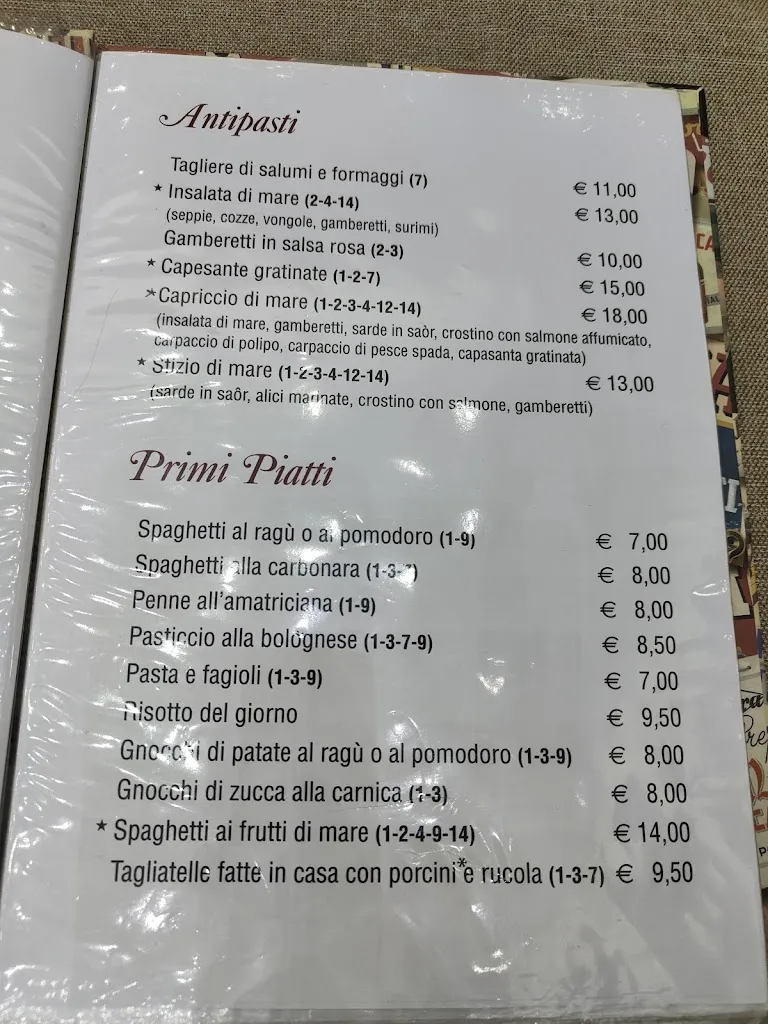 Antipasti
Tagliere di salumi e formaggi (7) € 11,00
* Insalata di mare (2-4-14) € 13,00
(seppie, cozze, vongole, gamberetti, surimi)
Gamberetti in salsa rosa (2-3) € 10,00
* Capesante gratinate (1-2-7) € 15,00
* Capriccio di mare (1-2-3-4-12-14) € 18,00
(insalata di mare, gamberetti, sarde in saòr, crostino con salmone affumicato,
carpaccio di polipo, carpaccio di pesce spada, capasanta gratinata)
* Sfizio di mare (1-2-3-4-12-14) € 13,00
(sarde in saôr, alici marinate, crostino con salmone, gamberetti)
Primi Piatti
Spaghetti al ragù o al pomodoro (1-9) € 7,00
Spaghetti alla carbonara (1-3-7) € 8,00
Penne all'amatriciana (1-9) € 8,00
Pasticcio alla bolognese (1-3-7-9) € 8,50
Pasta e fagioli (1-3-9) € 7,00
Risotto del giorno € 9,50
Gnocchi di patate al ragù o al pomodoro (1-3-9) € 8,00
Gnocchi di zucca alla carnica (1-3) € 8,00
* Spaghetti ai frutti di mare (1-2-4-9-14) € 14,00
Tagliatelle fatte in casa con porcini* e rucola (1-3-7) € 9,50